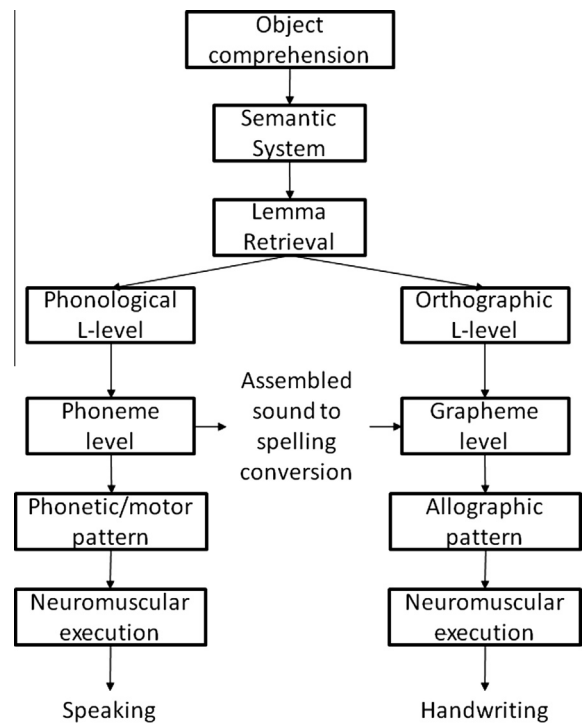 Object
comprehension
Semantic
System
Lemma
Retrieval
Phonological
L-level
Orthographic
L-level
Phoneme
level
Assembled
sound to
spelling
conversion
Grapheme
level
Phonetic/motor
pattern
Allographic
pattern
Neuromuscular
execution
Neuromuscular
execution
Speaking
Handwriting